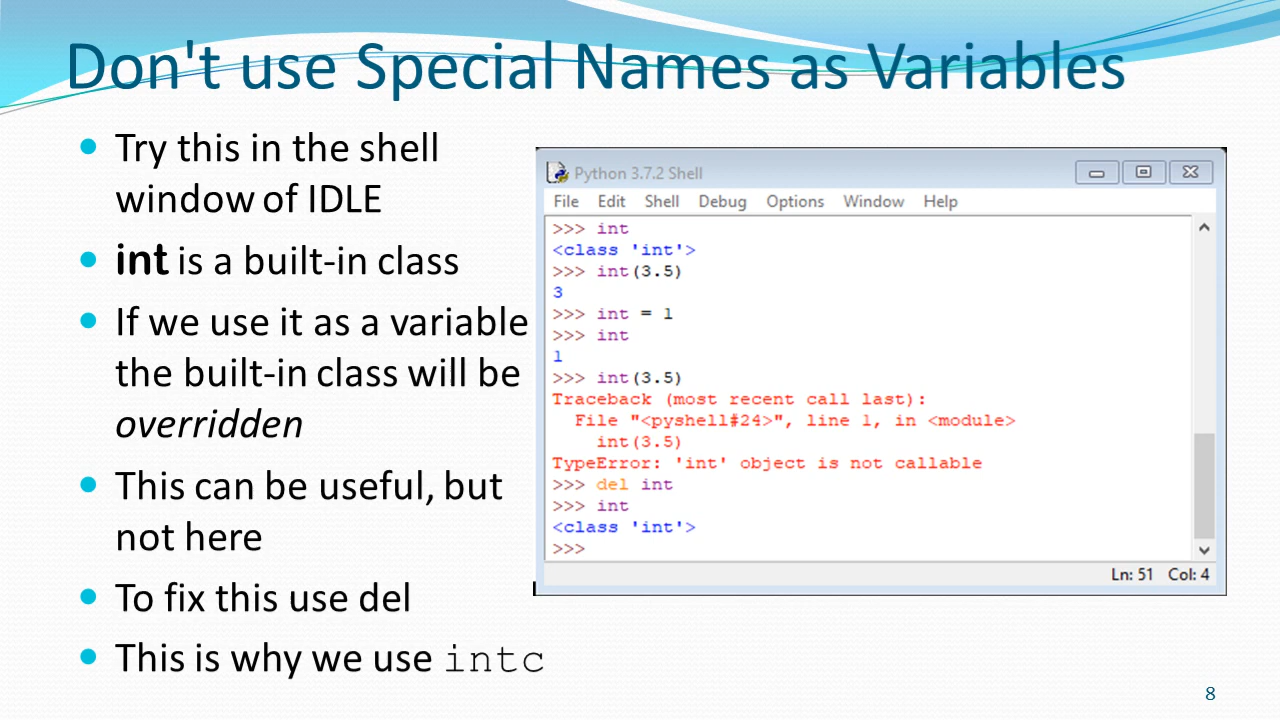 Don't use Special Names as Variables
Try this in the shell
window of IDLE
int is a built-in class
If we use it as a variable
the built-in class will be
overridden
This can be useful, but
not here
To fix this use del
This is why we use intc
Python 3.7.2 Shell
File Edit Shell Debug Options Window Help
>>> int
<class 'int'>
>>> int(3.5)
3
>>> int = 1
>>> int
1
>>> int(3.5)
Traceback (most recent call last):
  File "<pyshell#24>", line 1, in <module>
    int(3.5)
TypeError: 'int' object is not callable
>>> del int
>>> int
<class 'int'>
>>>
Ln: 51 Col: 4
8